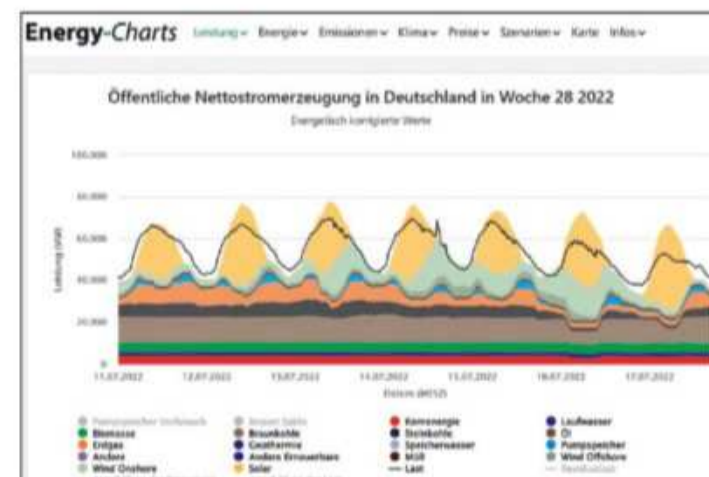 Energy-Charts Leistung Energie Emissionen Klima Preise Szenarien Karte Infos
Öffentliche Nettostromerzeugung in Deutschland in Woche 28 2022
Energetisch korrigierte Werte
100.000
80.000
60.000
40.000
20.000
0
Leistung (MW)
11.07.2022 12.07.2022 13.07.2022 14.07.2022 15.07.2022 16.07.2022 17.07.2022
Datum (MESZ)
Pumpspeicher Verbrauch Import Saldo Kernenergie Laufwasser
Biomasse Braunkohle Steinkohle Öl
Erdgas Geothermie Speicherwasser Pumpspeicher
Andere Andere Erneuerbare Müll Wind Offshore
Wind Onshore Solar Last Residuallast